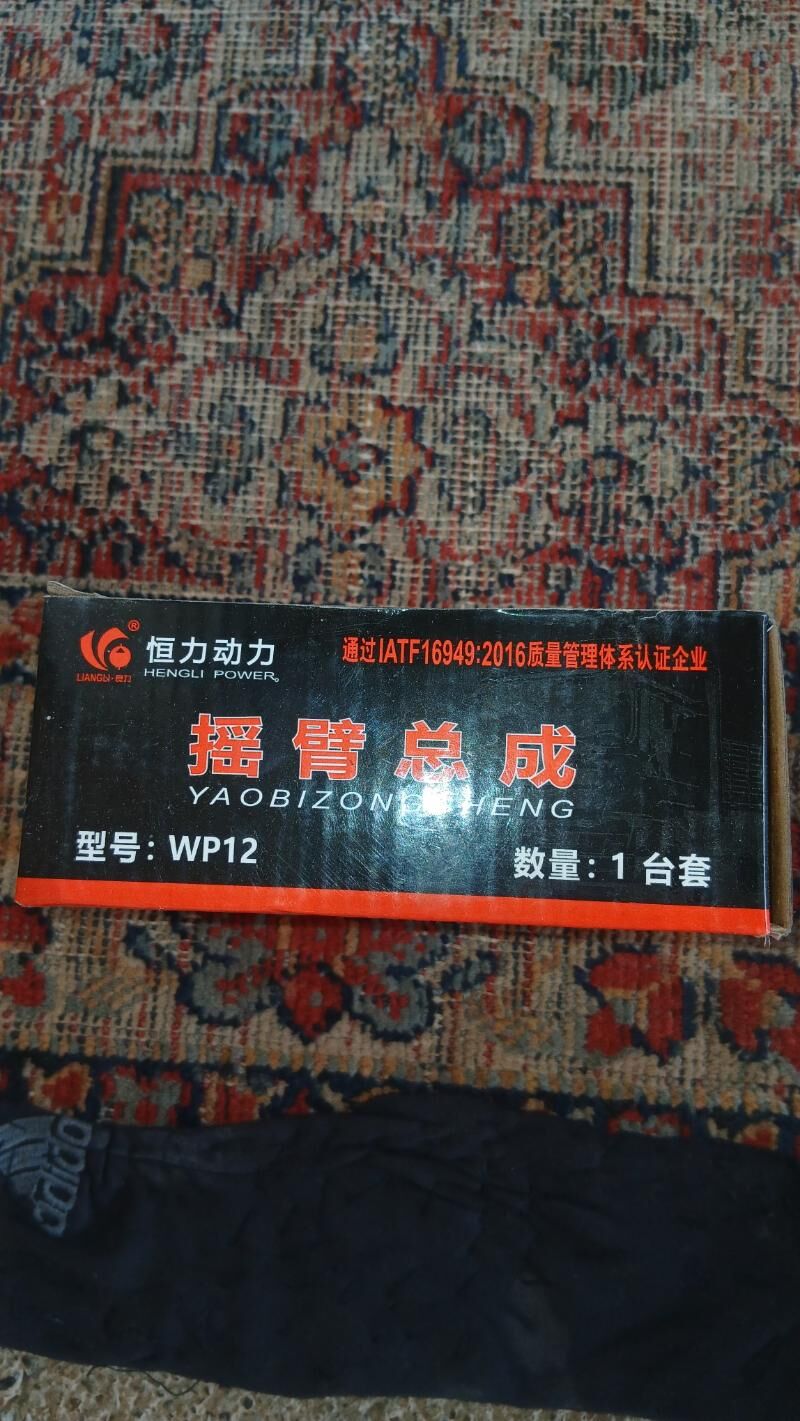 恒力动力
HENGLI POWER
LIANGLI·良力
通过IATF16949:2016质量管理体系认证企业
摇臂总成
YAOBIZONGCHENG
型号：WP12
数量：1 台套
adidas